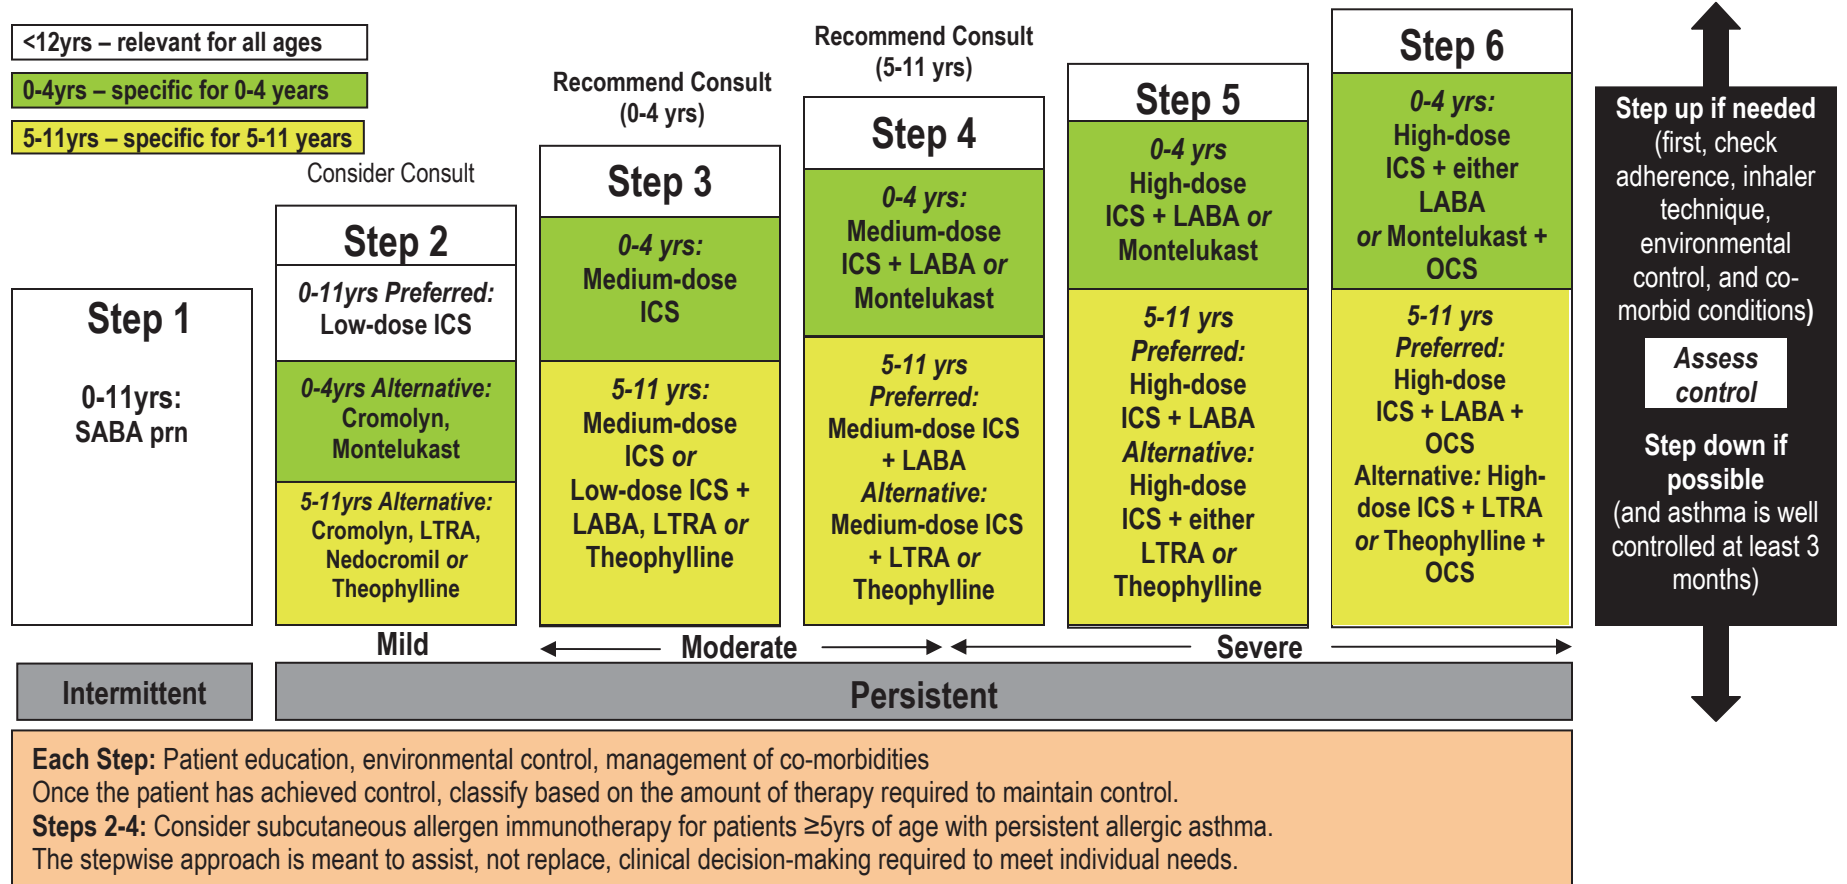 <12yrs – relevant for all ages
0-4yrs – specific for 0-4 years
5-11yrs – specific for 5-11 years
Step 1
0-11yrs:
SABA prn
Consider Consult
Step 2
0-11yrs Preferred:
Low-dose ICS
0-4yrs Alternative:
Cromolyn,
Montelukast
5-11yrs Alternative:
Cromolyn, LTRA,
Nedocromil or
Theophylline
Recommend Consult
(0-4 yrs)
Step 3
0-4 yrs:
Medium-dose
ICS
5-11 yrs:
Medium-dose
ICS or
Low-dose ICS +
LABA, LTRA or
Theophylline
Recommend Consult
(5-11 yrs)
Step 4
0-4 yrs:
Medium-dose
ICS + LABA or
Montelukast
5-11 yrs
Preferred:
Medium-dose ICS
+ LABA
Alternative:
Medium-dose ICS
+ LTRA or
Theophylline
Step 5
0-4 yrs
High-dose
ICS + LABA or
Montelukast
5-11 yrs
Preferred:
High-dose
ICS + LABA
Alternative:
High-dose
ICS + either
LTRA or
Theophylline
Step 6
0-4 yrs:
High-dose
ICS + either
LABA
or Montelukast +
OCS
5-11 yrs
Preferred:
High-dose
ICS + LABA +
OCS
Alternative: High-
dose ICS + LTRA
or Theophylline +
OCS
Step up if needed
(first, check
adherence, inhaler
technique,
environmental
control, and co-
morbid conditions)
Assess
control
Step down if
possible
(and asthma is well
controlled at least 3
months)
Mild
Moderate
Severe
Intermittent
Persistent
Each Step: Patient education, environmental control, management of co-morbidities
Once the patient has achieved control, classify based on the amount of therapy required to maintain control.
Steps 2-4: Consider subcutaneous allergen immunotherapy for patients ≥5yrs of age with persistent allergic asthma.
The stepwise approach is meant to assist, not replace, clinical decision-making required to meet individual needs.